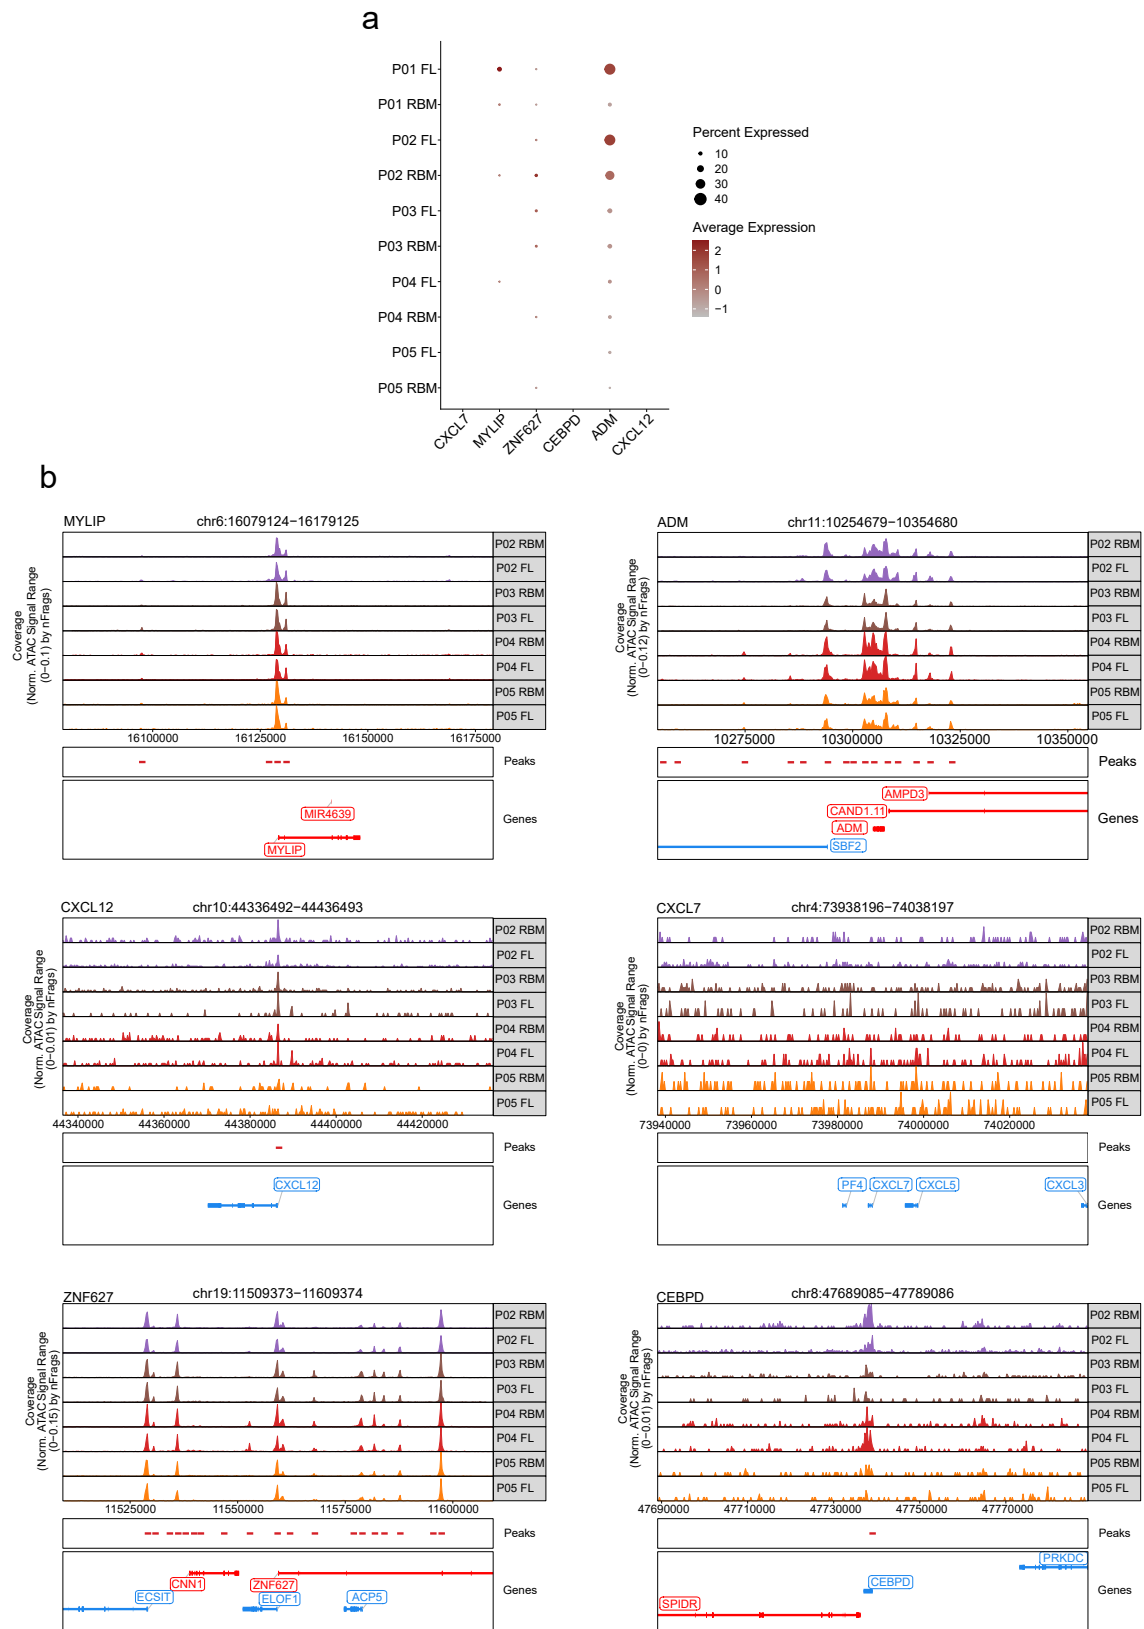 a
P01 FL
P01 RBM
P02 FL
P02 RBM
P03 FL
P03 RBM
P04 FL
P04 RBM
P05 FL
P05 RBM
CXCL7 MYLIP ZNF627 CEBPD ADM CXCL12
Percent Expressed
10
20
30
40
Average Expression
2
1
0
−1
b
MYLIP chr6:16079124−16179125
Coverage
(Norm. ATAC Signal Range
(0−0.1) by nFrags)
P02 RBM
P02 FL
P03 RBM
P03 FL
P04 RBM
P04 FL
P05 RBM
P05 FL
16100000 16125000 16150000 16175000
Peaks
MIR4639
MYLIP
Genes
ADM chr11:10254679−10354680
Coverage
(Norm. ATAC Signal Range
(0−0.12) by nFrags)
P02 RBM
P02 FL
P03 RBM
P03 FL
P04 RBM
P04 FL
P05 RBM
P05 FL
10275000 10300000 10325000 10350000
Peaks
AMPD3
CAND1.11
ADM
SBF2
Genes
CXCL12 chr10:44336492−44436493
Coverage
(Norm. ATAC Signal Range
(0−0.01) by nFrags)
P02 RBM
P02 FL
P03 RBM
P03 FL
P04 RBM
P04 FL
P05 RBM
P05 FL
44340000 44360000 44380000 44400000 44420000
Peaks
CXCL12
Genes
CXCL7 chr4:73938196−74038197
Coverage
(Norm. ATAC Signal Range
(0−0) by nFrags)
P02 RBM
P02 FL
P03 RBM
P03 FL
P04 RBM
P04 FL
P05 RBM
P05 FL
73940000 73960000 73980000 74000000 74020000
Peaks
PF4 CXCL7 CXCL5 CXCL3
Genes
ZNF627 chr19:11509373−11609374
Coverage
(Norm. ATAC Signal Range
(0−0.15) by nFrags)
P02 RBM
P02 FL
P03 RBM
P03 FL
P04 RBM
P04 FL
P05 RBM
P05 FL
11525000 11550000 11575000 11600000
Peaks
CNN1 ZNF627
ECSIT ELOF1 ACP5
Genes
CEBPD chr8:47689085−47789086
Coverage
(Norm. ATAC Signal Range
(0−0.01) by nFrags)
P02 RBM
P02 FL
P03 RBM
P03 FL
P04 RBM
P04 FL
P05 RBM
P05 FL
47690000 47710000 47730000 47750000 47770000
Peaks
PRKDC
CEBPD
SPIDR
Genes